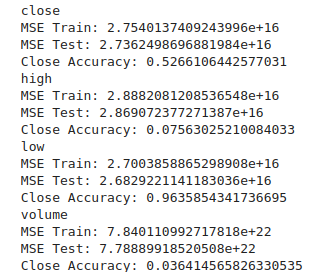 close
MSE Train: 2.7540137409243996e+16
MSE Test: 2.7362498696881984e+16
Close Accuracy: 0.5266106442577031
high
MSE Train: 2.8882081208536548e+16
MSE Test: 2.869072377271387e+16
Close Accuracy: 0.07563025210084033
low
MSE Train: 2.7003858865298908e+16
MSE Test: 2.6829221141183036e+16
Close Accuracy: 0.9635854341736695
volume
MSE Train: 7.840110992717818e+22
MSE Test: 7.78889918520508e+22
Close Accuracy: 0.036414565826330535